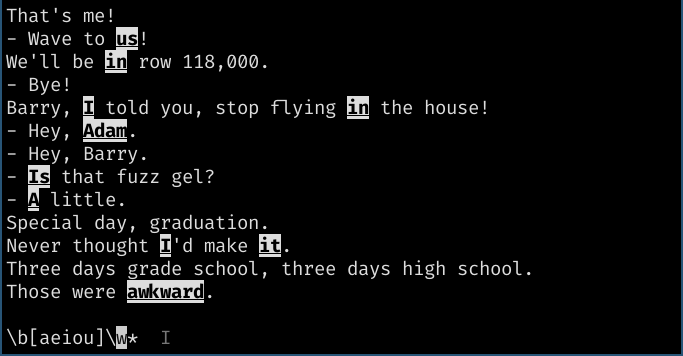 That's me!
- Wave to us!
We'll be in row 118,000.
- Bye!
Barry, I told you, stop flying in the house!
- Hey, Adam.
- Hey, Barry.
- Is that fuzz gel?
- A little.
Special day, graduation.
Never thought I'd make it.
Three days grade school, three days high school.
Those were awkward.
\b[aeiou]\w*